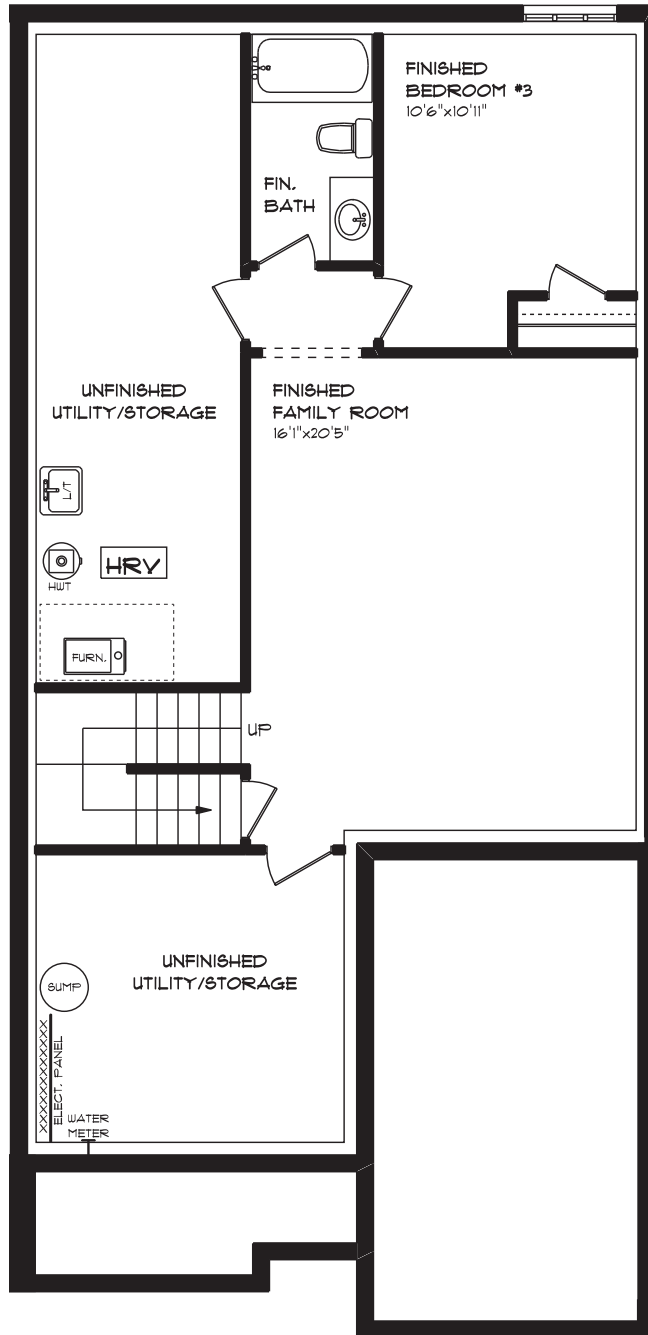 FINISHED
BEDROOM #3
10'6"x10'11"
FIN.
BATH
UNFINISHED
UTILITY/STORAGE
FINISHED
FAMILY ROOM
16'1"x20'5"
L/T
HRV
HWT
FURN.
UP
UNFINISHED
UTILITY/STORAGE
SUMP
XXXXXXXXXXXXX
ELECT. PANEL
WATER
METER